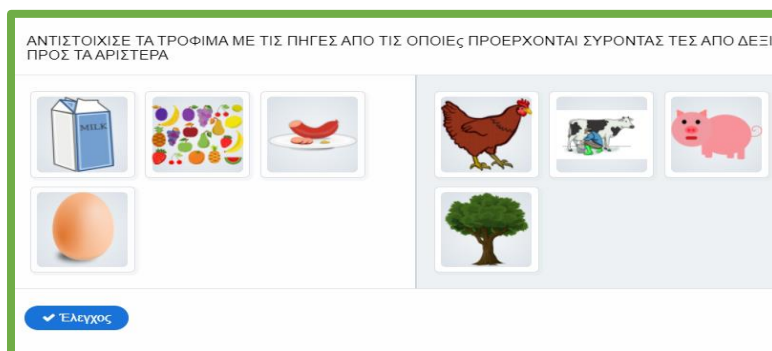 ΑΝΤΙΣΤΟΙΧΙΣΕ ΤΑ ΤΡΟΦΙΜΑ ΜΕ ΤΙΣ ΠΗΓΕΣ ΑΠΟ ΤΙΣ ΟΠΟΙΕς ΠΡΟΕΡΧΟΝΤΑΙ ΣΥΡΟΝΤΑΣ ΤΕΣ ΑΠΟ ΔΕΞΙ
ΠΡΟΣ ΤΑ ΑΡΙΣΤΕΡΑ
MILK
Έλεγχος